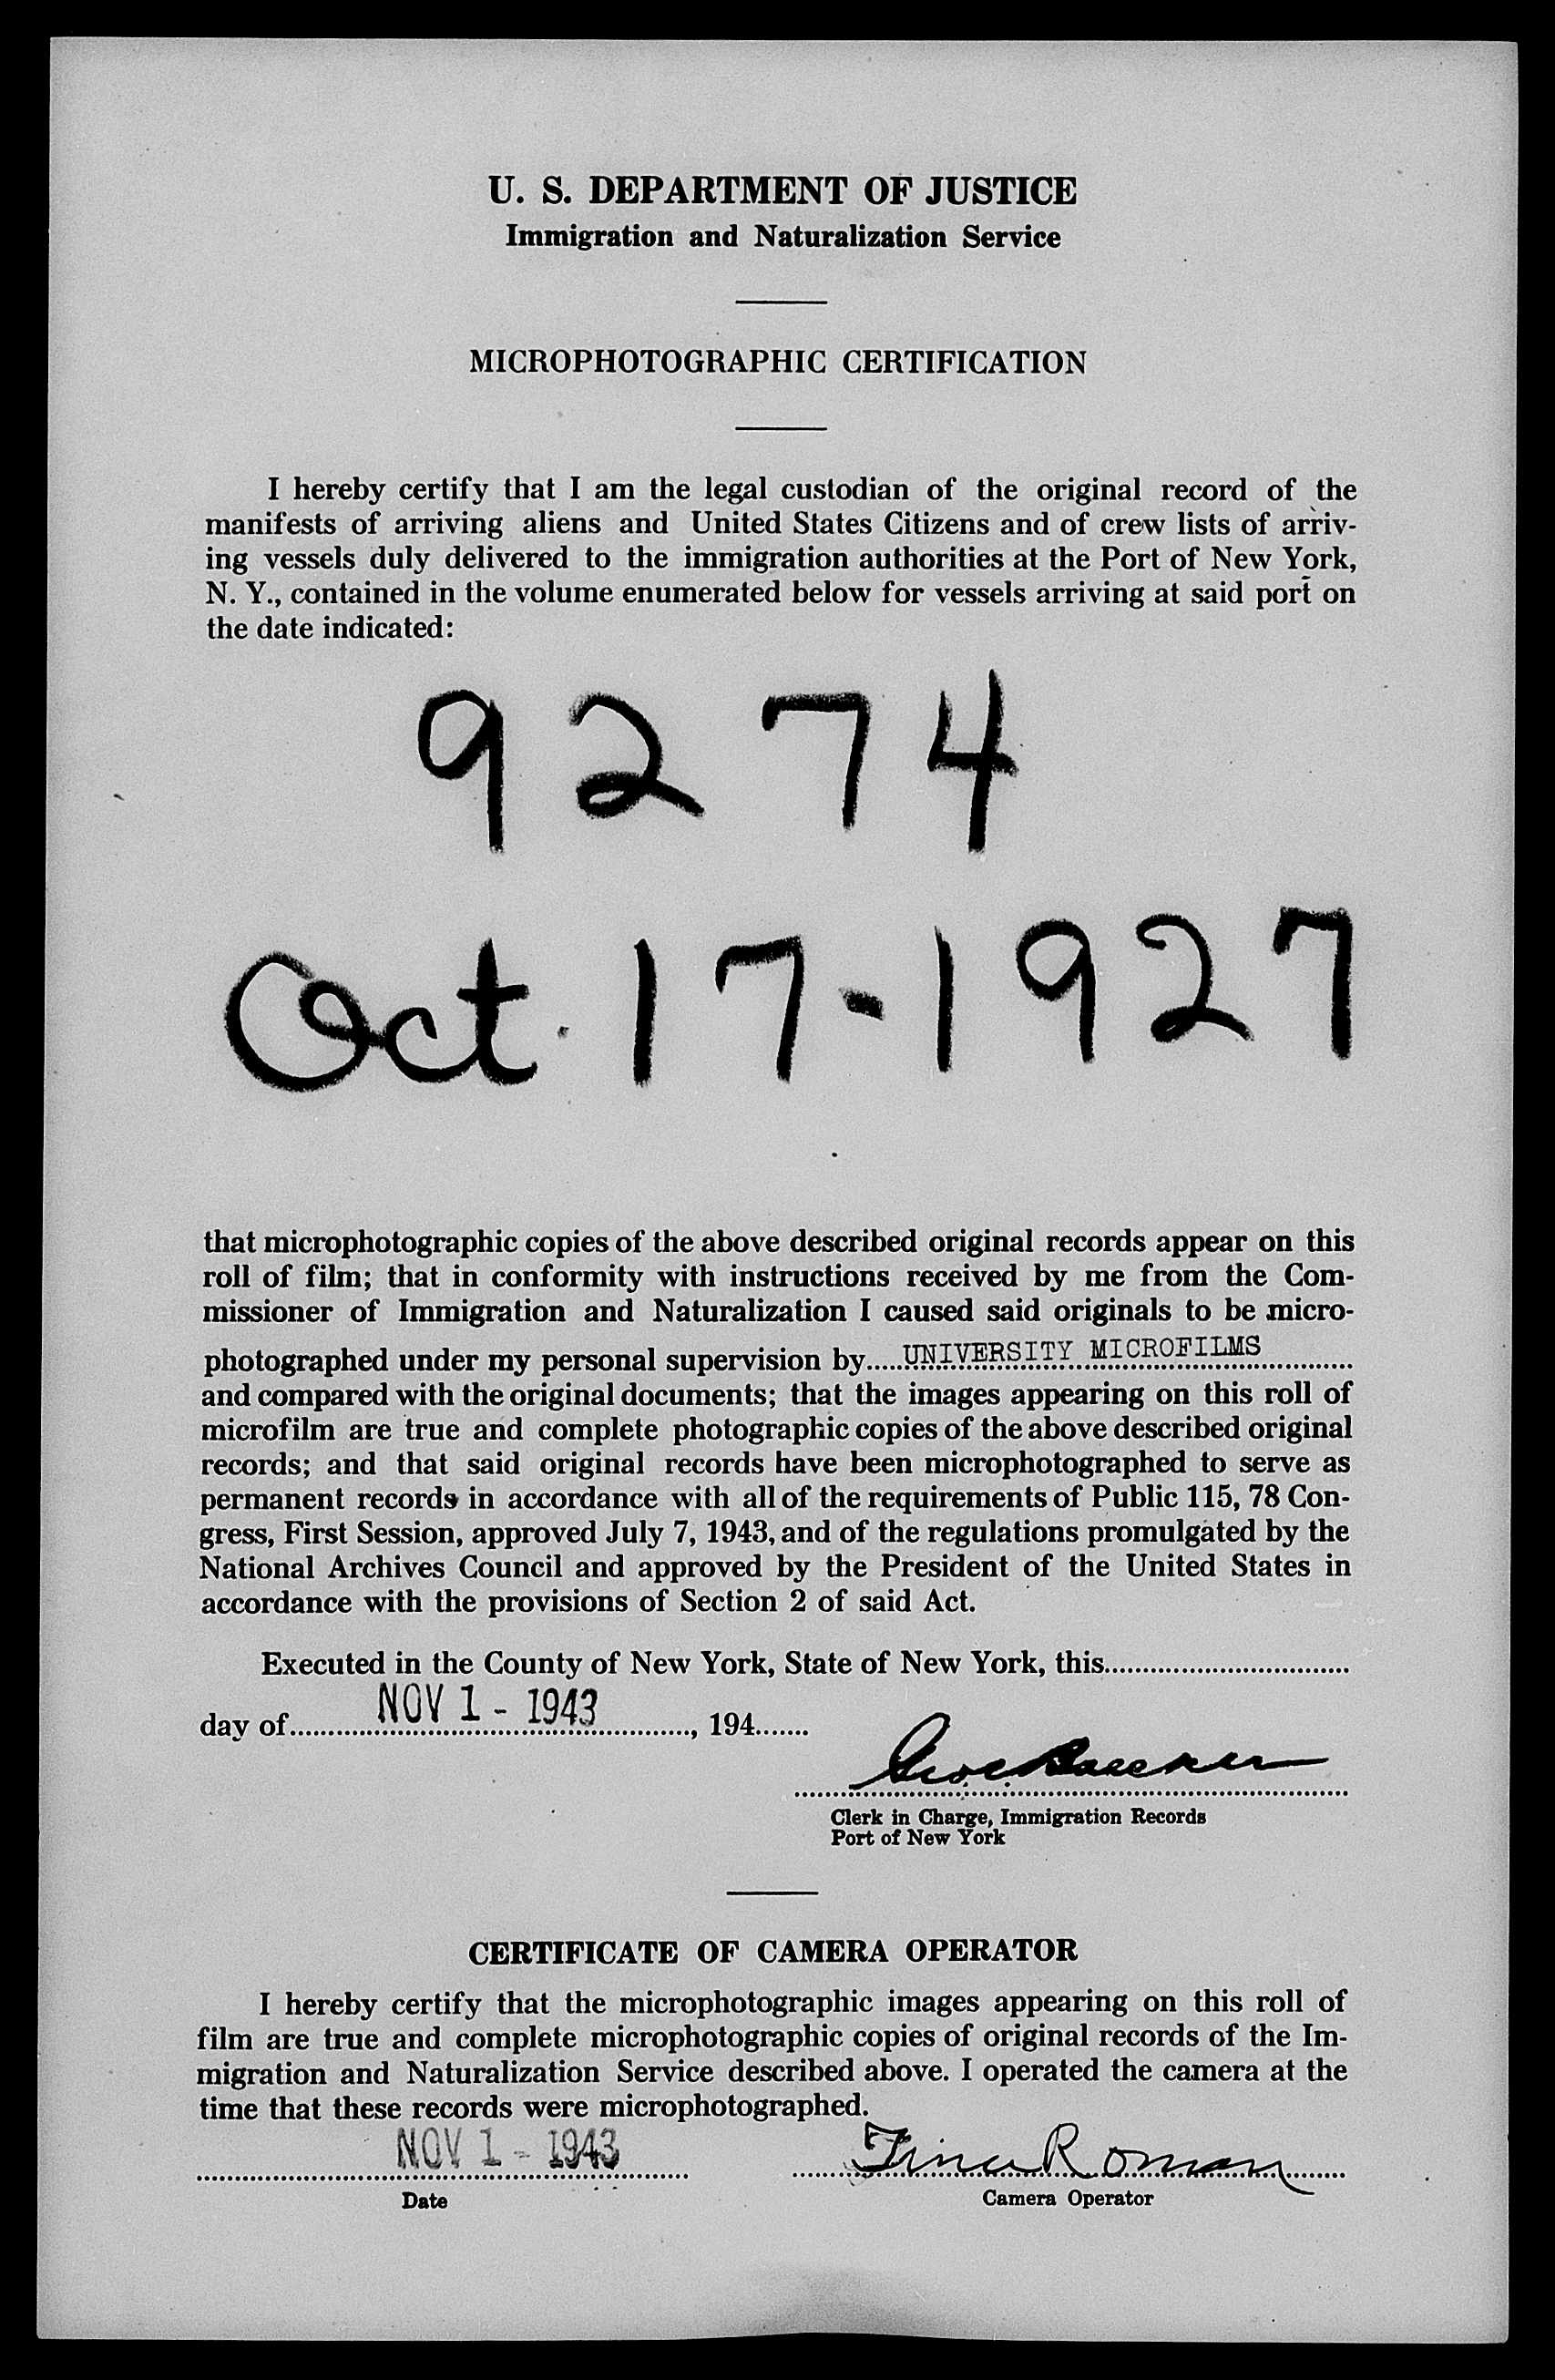 U. S. DEPARTMENT OF JUSTICE
Immigration and Naturalization Service
MICROPHOTOGRAPHIC CERTIFICATION
I hereby certify that I am the legal custodian of the original record of the
manifests of arriving aliens and United States Citizens and of crew lists of arriv-
ing vessels duly delivered to the immigration authorities at the Port of New York,
N. Y., contained in the volume enumerated below for vessels arriving at said port on
the date indicated:
9274
Oct. 17-1927
that microphotographic copies of the above described original records appear on this
roll of film; that in conformity with instructions received by me from the Com-
missioner of Immigration and Naturalization I caused said originals to be micro-
photographed under my personal supervision by.....UNIVERSITY MICROFILMS
and compared with the original documents; that the images appearing on this roll of
microfilm are true and complete photographic copies of the above described original
records; and that said original records have been microphotographed to serve as
permanent records in accordance with all of the requirements of Public 115, 78 Con-
gress, First Session, approved July 7, 1943, and of the regulations promulgated by the
National Archives Council and approved by the President of the United States in
accordance with the provisions of Section 2 of said Act.
Executed in the County of New York, State of New York, this
day of NOV 1 - 1943, 194
Clerk in Charge, Immigration Records
Port of New York
CERTIFICATE OF CAMERA OPERATOR
I hereby certify that the microphotographic images appearing on this roll of
film are true and complete microphotographic copies of original records of the Im-
migration and Naturalization Service described above. I operated the camera at the
time that these records were microphotographed.
NOV 1 - 1943 Tina Roman
Date Camera Operator